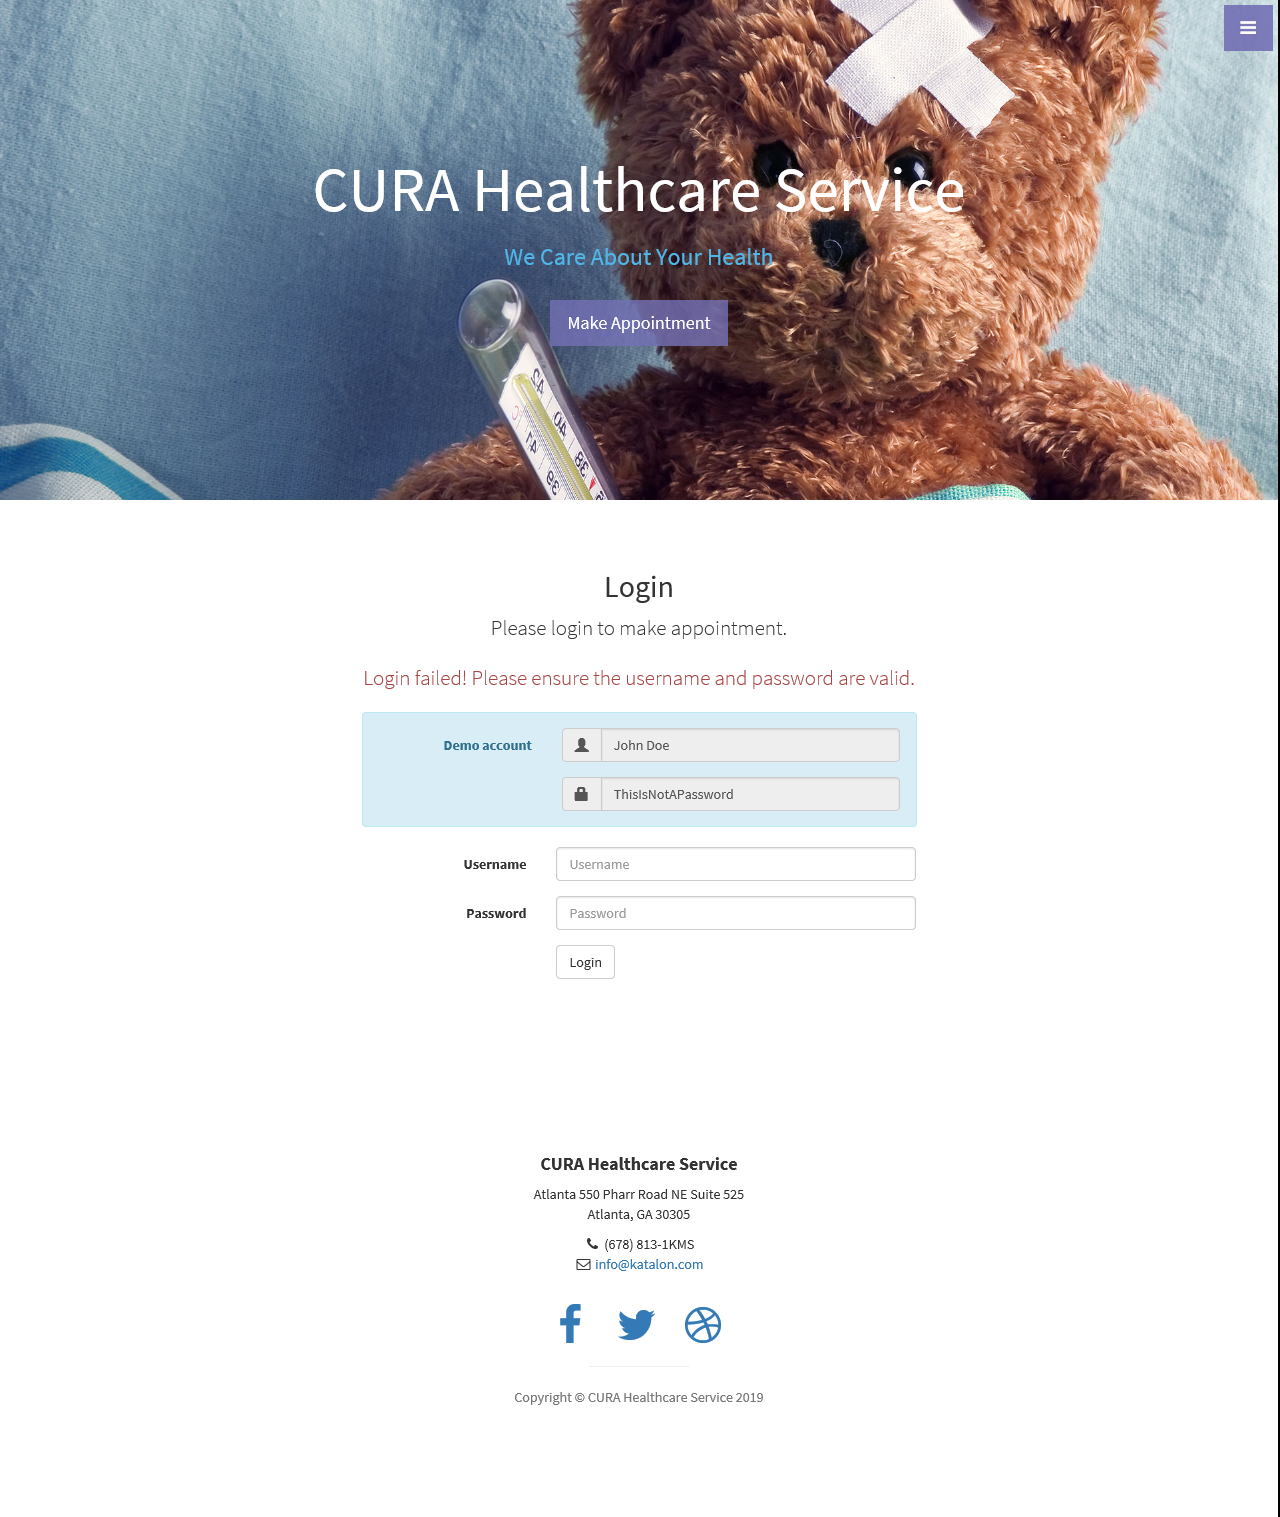 CURA Healthcare Service
We Care About Your Health
Make Appointment
Login
Please login to make appointment.
Login failed! Please ensure the username and password are valid.
Demo account
John Doe
ThisIsNotAPassword
Username
Username
Password
Password
Login
CURA Healthcare Service
Atlanta 550 Pharr Road NE Suite 525
Atlanta, GA 30305
(678) 813-1KMS
info@katalon.com
Copyright © CURA Healthcare Service 2019